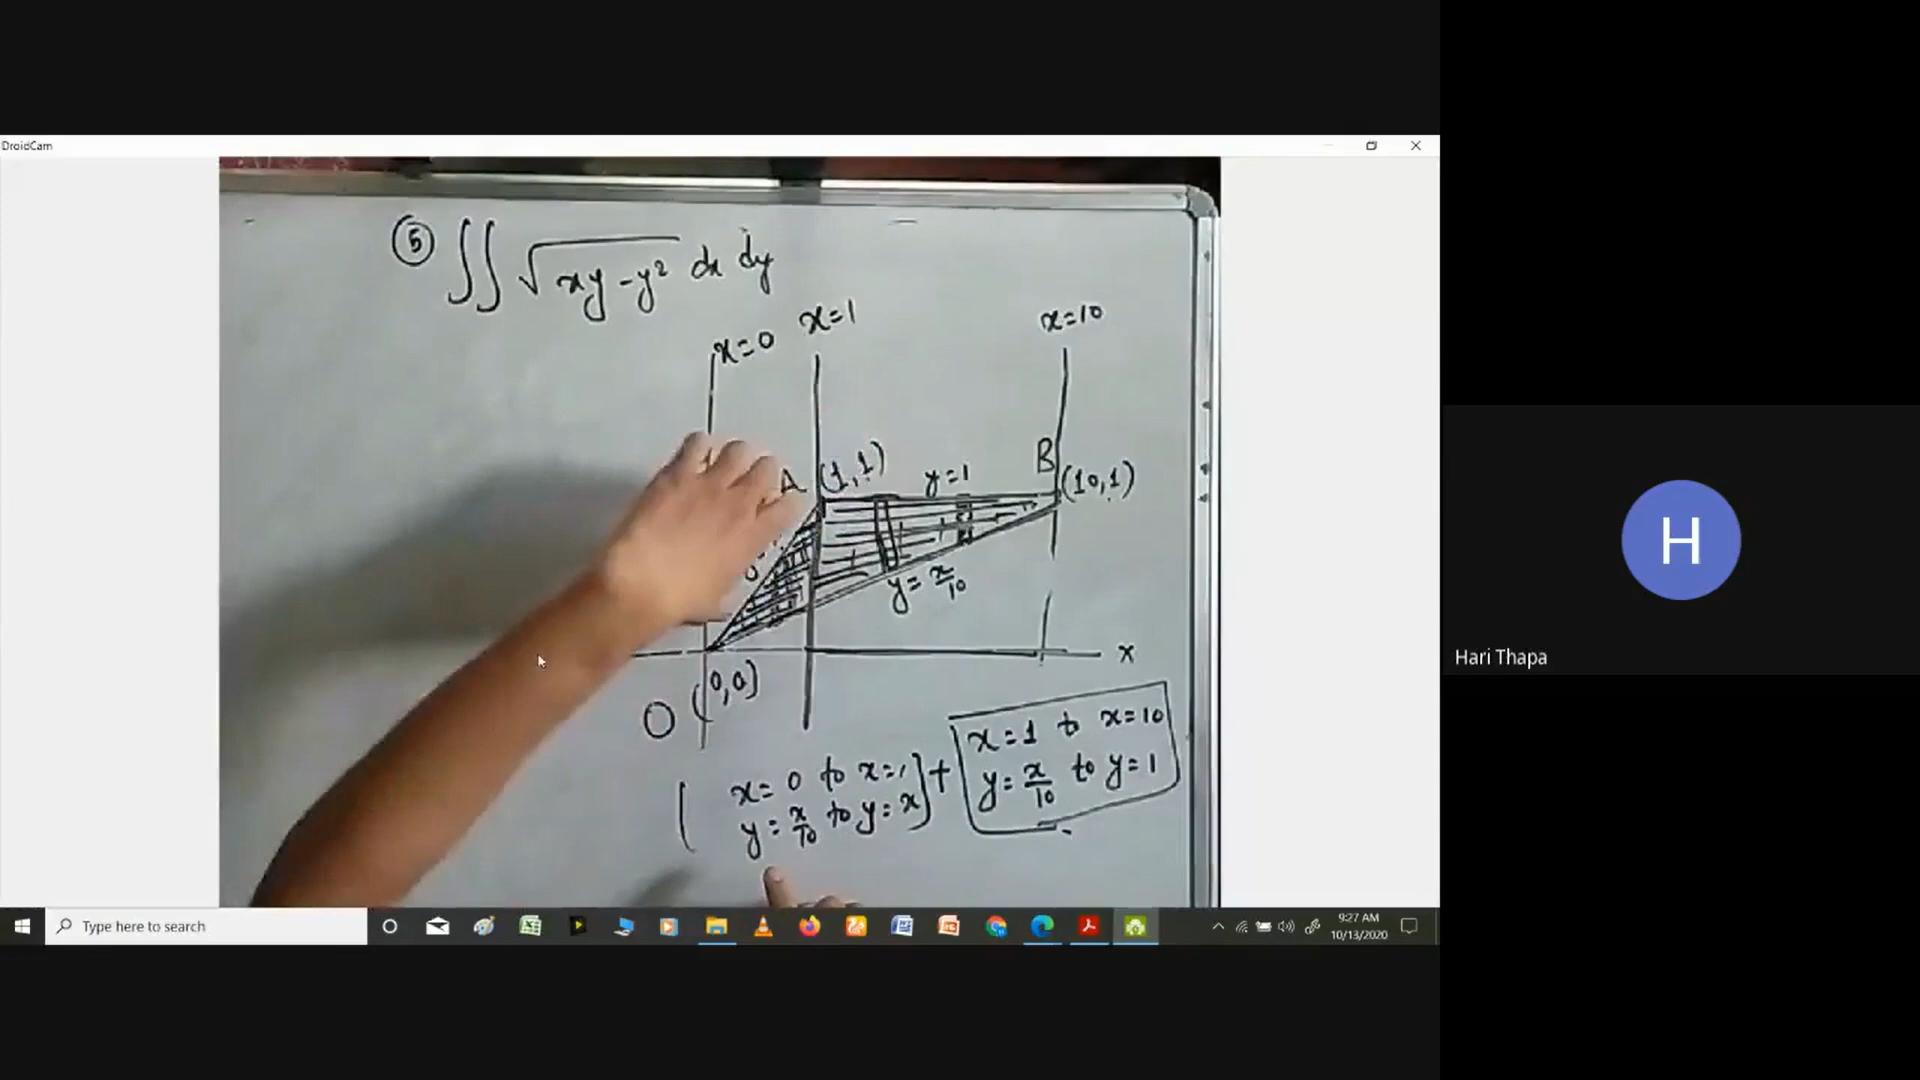 DroidCam
⑤ ∫∫ √xy-y² dx dy
x=0
x=1
x=10
A (1,1)
y=1
B
(10,1)
y=x/10
x
O (0,0)
x=0 to x=1
y=x/10 to y=x
+
x=1 to x=10
y=x/10 to y=1
H
Hari Thapa
Type here to search
9:27 AM
10/13/2020